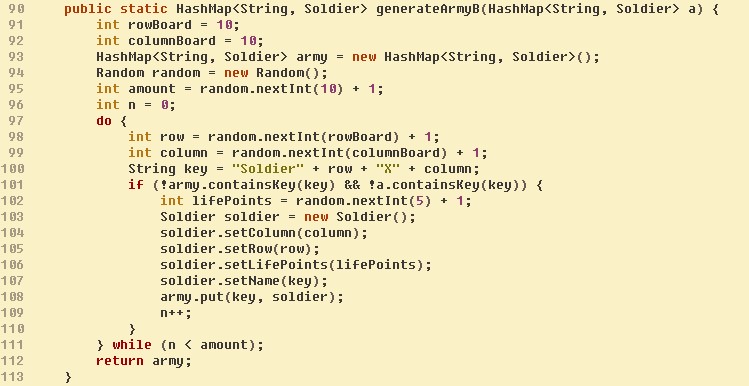 90 public static HashMap<String, Soldier> generateArmyB(HashMap<String, Soldier> a) {
91 int rowBoard = 10;
92 int columnBoard = 10;
93 HashMap<String, Soldier> army = new HashMap<String, Soldier>();
94 Random random = new Random();
95 int amount = random.nextInt(10) + 1;
96 int n = 0;
97 do {
98 int row = random.nextInt(rowBoard) + 1;
99 int column = random.nextInt(columnBoard) + 1;
100 String key = "Soldier" + row + "X" + column;
101 if (!army.containsKey(key) && !a.containsKey(key)) {
102 int lifePoints = random.nextInt(5) + 1;
103 Soldier soldier = new Soldier();
104 soldier.setColumn(column);
105 soldier.setRow(row);
106 soldier.setLifePoints(lifePoints);
107 soldier.setName(key);
108 army.put(key, soldier);
109 n++;
110 }
111 } while (n < amount);
112 return army;
113 }